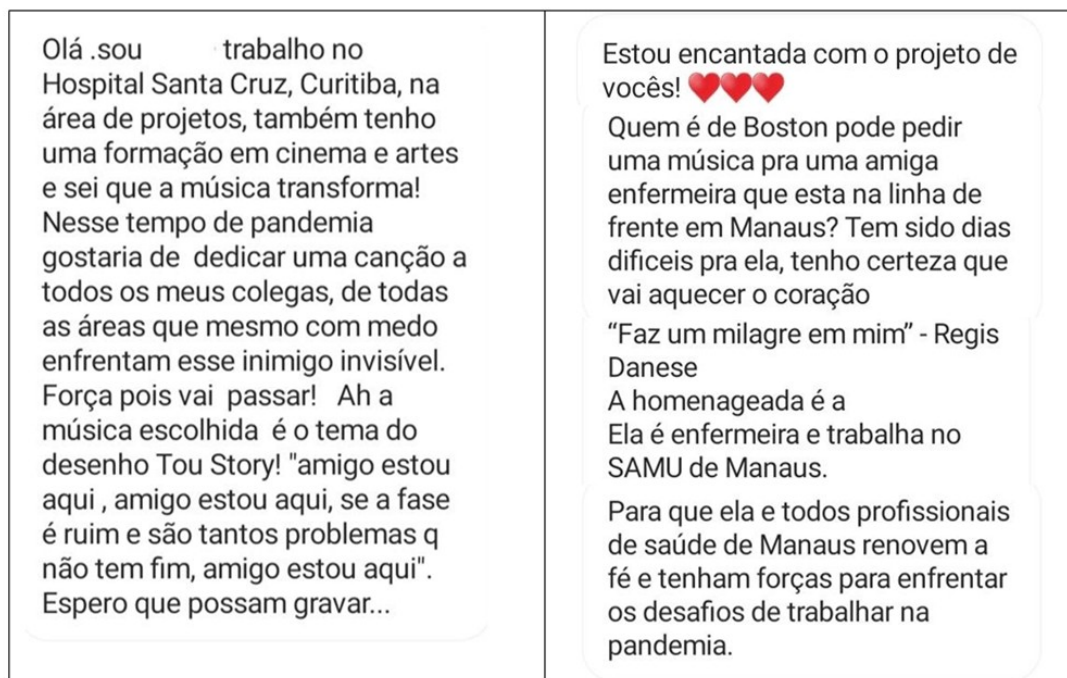 Olá .sou trabalho no
Hospital Santa Cruz, Curitiba, na
área de projetos, também tenho
uma formação em cinema e artes
e sei que a música transforma!
Nesse tempo de pandemia
gostaria de dedicar uma canção a
todos os meus colegas, de todas
as áreas que mesmo com medo
enfrentam esse inimigo invisível.
Força pois vai passar! Ah a
música escolhida é o tema do
desenho Tou Story! "amigo estou
aqui , amigo estou aqui, se a fase
é ruim e são tantos problemas q
não tem fim, amigo estou aqui".
Espero que possam gravar...
Estou encantada com o projeto de
vocês! ❤️❤️❤️
Quem é de Boston pode pedir
uma música pra uma amiga
enfermeira que esta na linha de
frente em Manaus? Tem sido dias
dificeis pra ela, tenho certeza que
vai aquecer o coração
“Faz um milagre em mim” - Regis
Danese
A homenageada é a
Ela é enfermeira e trabalha no
SAMU de Manaus.
Para que ela e todos profissionais
de saúde de Manaus renovem a
fé e tenham forças para enfrentar
os desafios de trabalhar na
pandemia.